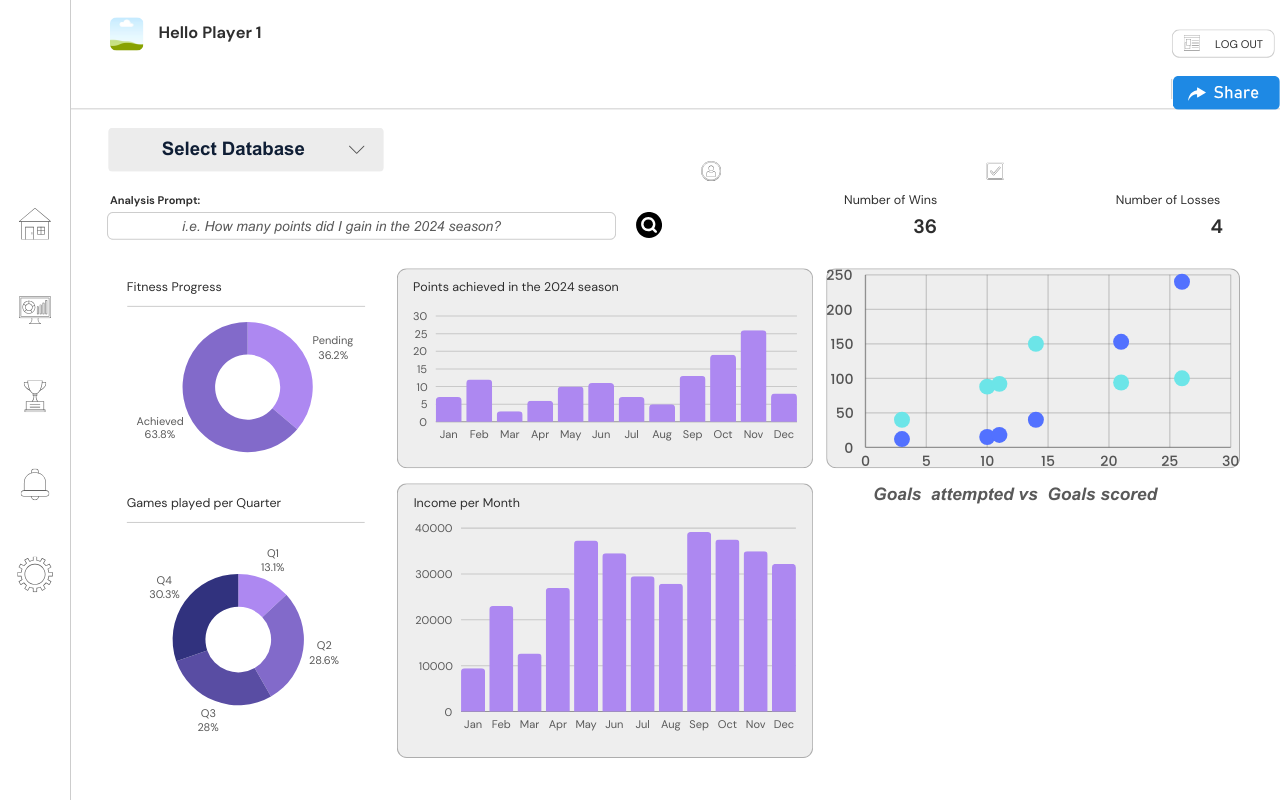 Hello Player 1
LOG OUT
Share
Select Database
Analysis Prompt:
i.e. How many points did I gain in the 2024 season?
Number of Wins
36
Number of Losses
4
Fitness Progress
Pending
36.2%
Achieved
63.8%
Points achieved in the 2024 season
30
25
20
15
10
5
0
Jan Feb Mar Apr May Jun Jul Aug Sep Oct Nov Dec
250
200
150
100
50
0
0 5 10 15 20 25 30
Goals attempted vs Goals scored
Games played per Quarter
Q1
13.1%
Q4
30.3%
Q2
28.6%
Q3
28%
Income per Month
40000
30000
20000
10000
0
Jan Feb Mar Apr May Jun Jul Aug Sep Oct Nov Dec